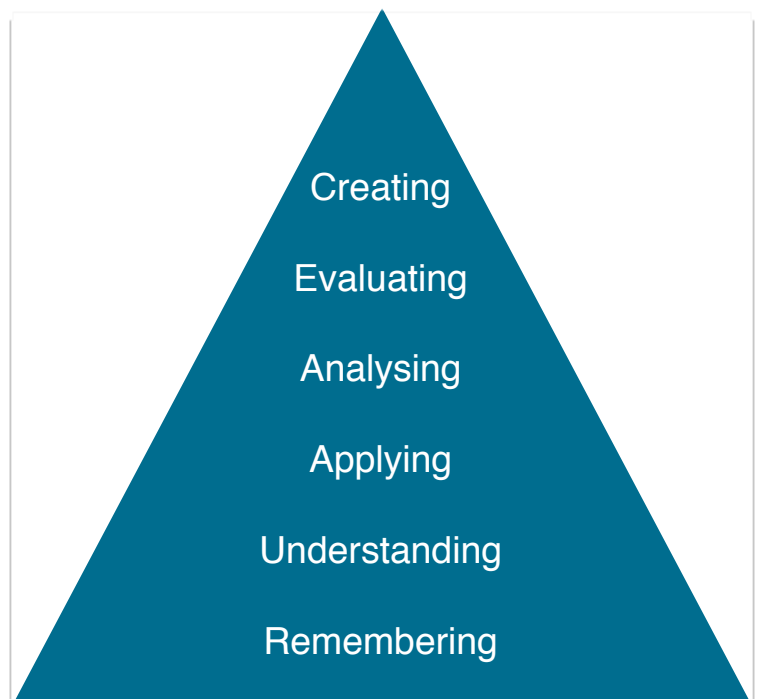 Creating
Evaluating
Analysing
Applying
Understanding
Remembering